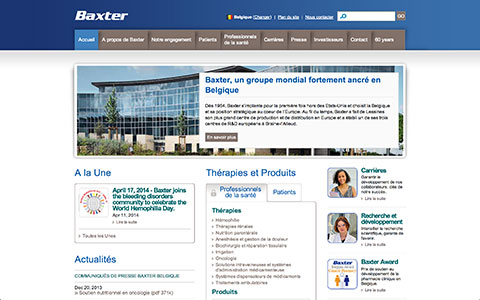 Baxter
Belgique (Changer) | Plan du site | Nous contacter
GO
Accueil
A propos de Baxter
Notre engagement
Patients
Professionnels
de la santé
Carrières
Presse
Investisseurs
Contact
60 years
Baxter, un groupe mondial fortement ancré en
Belgique
Dès 1954, Baxter s'implante pour la première fois hors des Etats-Unis et choisit la Belgique
et sa position stratégique au coeur de l'Europe. Au fil du temps, Baxter a fait de Lessines
son plus grand centre de production et de distribution en Europe et a établi un de ses trois
centres de R&D européens à Braine-l'Alleud.
En savoir plus
A la Une
April 17, 2014 - Baxter joins
the bleeding disorders
community to celebrate the
World Hemophilia Day.
Apr 11, 2014
Lire la suite
Toutes les Unes
Actualités
COMMUNIQUÉS DE PRESSE BAXTER BELGIQUE
Dec 20, 2013
Soutien Nutritionnel en oncologie (pdf 371k)
Thérapies et Produits
Professionnels
de la santé
Patients
Thérapies
Hémophilie
Thérapies rénales
Nutrition parentérale
Anesthésie et gestion de la douleur
Biochirurgie et réparation tissulaire
Irrigation
Oncologie
Solutions intraveineuses et systèmes
d'administration médicamenteuse
Systèmes dispensateurs de médicaments
Traitements ambulatoires
Produits
Carrières
Garantir le
développement de nos
collaborateurs, clés de
notre succès.
Lire la suite
Recherche et
développement
Innover, l'expertise
scientifique, garante de
l'avenir.
Lire la suite
Baxter Award
Prix de soutien au
développement de la
pharmacie clinique en
Belgique.
Lire la suite